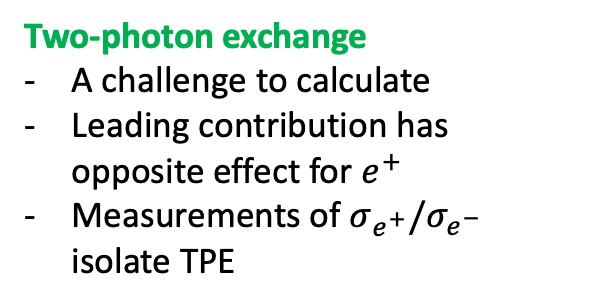 Two-photon exchange
- A challenge to calculate
- Leading contribution has
opposite effect for e⁺
- Measurements of σₑ₊/σₑ₋
isolate TPE